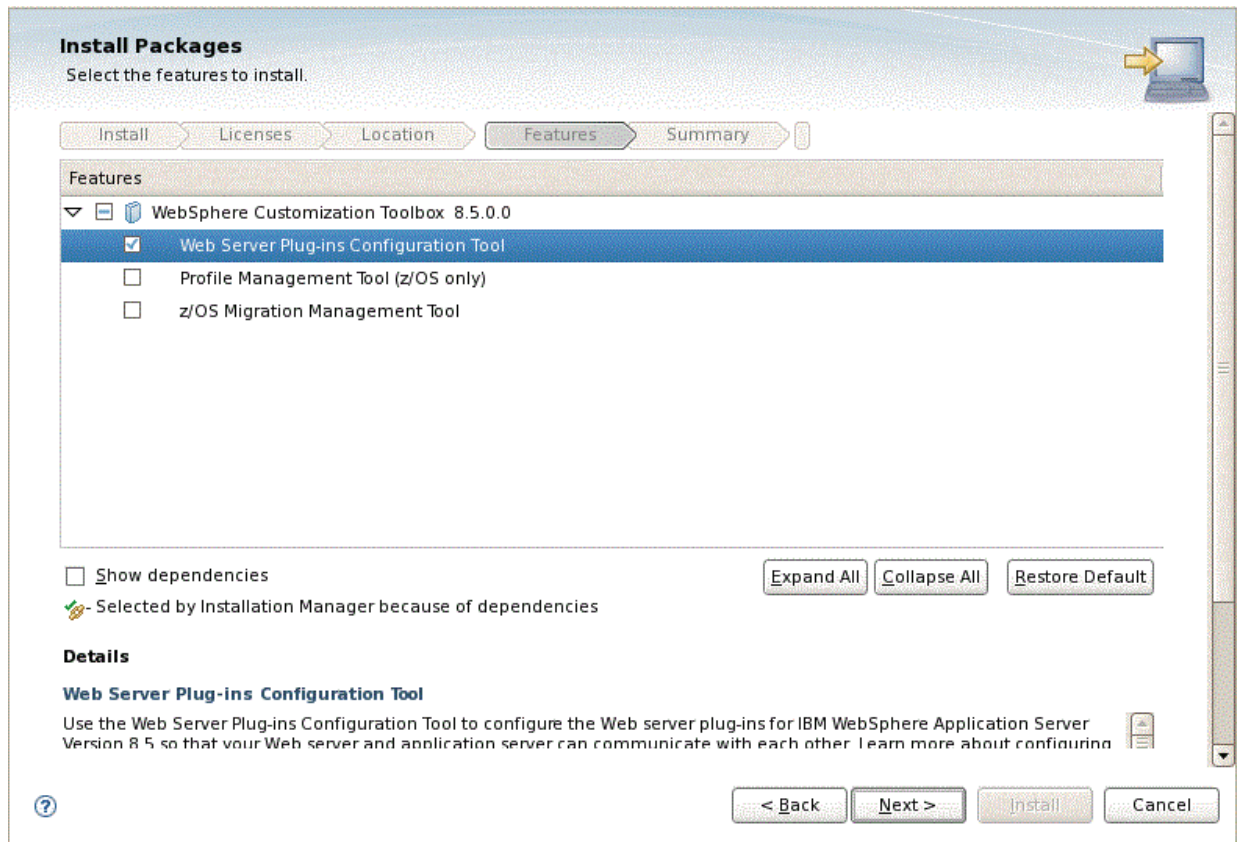 Install Packages
Select the features to install.
Install Licenses Location Features Summary
Features
WebSphere Customization Toolbox 8.5.0.0
Web Server Plug-ins Configuration Tool
Profile Management Tool (z/OS only)
z/OS Migration Management Tool
Show dependencies Expand All Collapse All Restore Default
- Selected by Installation Manager because of dependencies
Details
Web Server Plug-ins Configuration Tool
Use the Web Server Plug-ins Configuration Tool to configure the Web server plug-ins for IBM WebSphere Application Server
Version 8.5 so that your Web server and application server can communicate with each other. Learn more about configuring
? < Back Next > Install Cancel